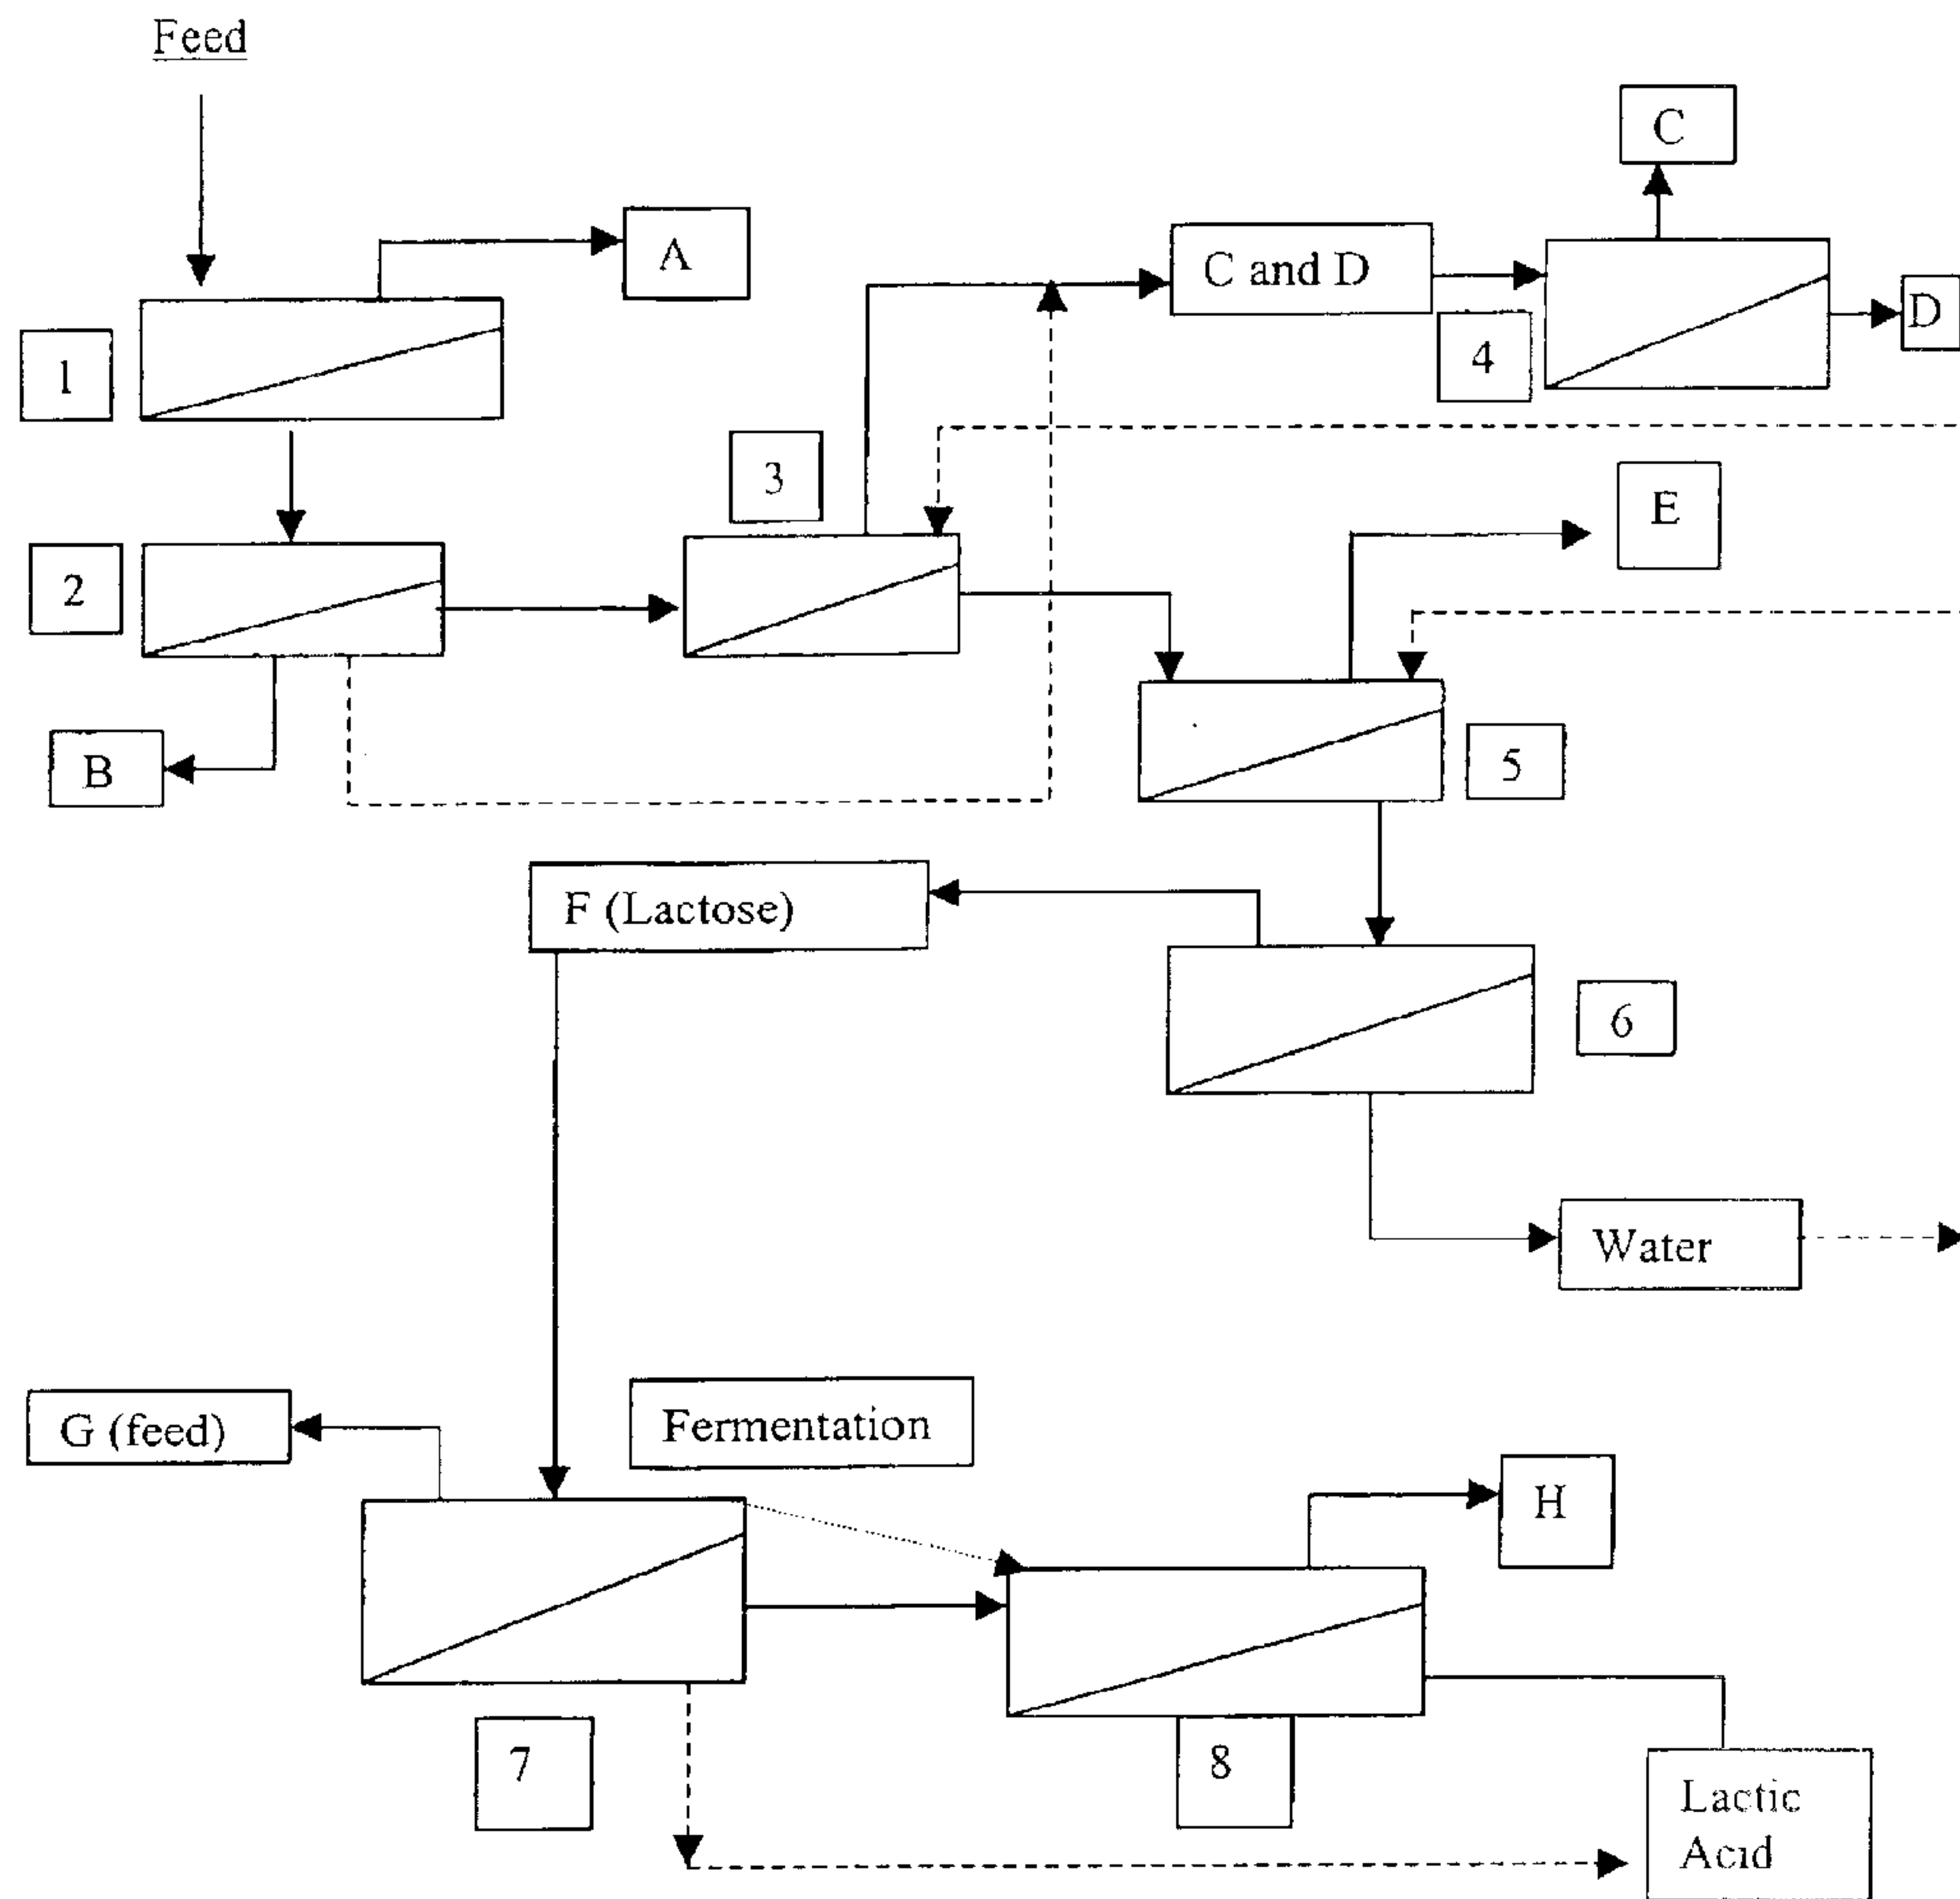 Feed
C
A
C and D
D
1
4
3
E
2
B
5
F (Lactose)
6
Water
G (feed)
Fermentation
H
7
8
Lactic
Acid